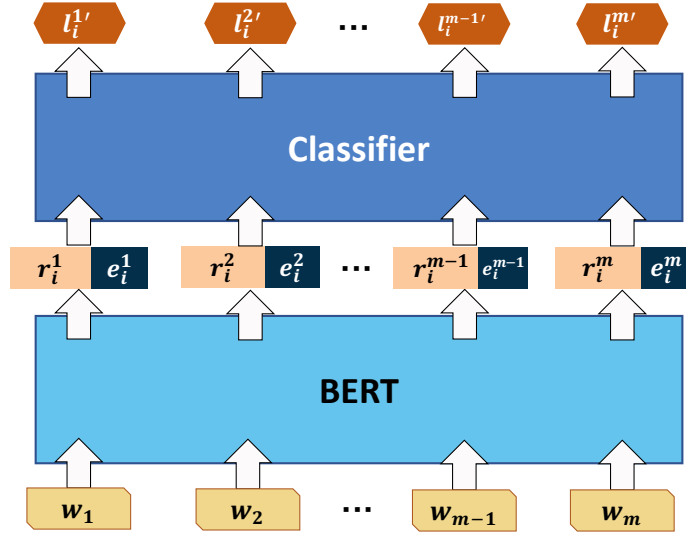 l_i^{1′} l_i^{2′} ... l_i^{m−1′} l_i^{m′}
Classifier
r_i^1 e_i^1 r_i^2 e_i^2 ... r_i^{m−1} e_i^{m−1} r_i^m e_i^m
BERT
w_1 w_2 ... w_{m−1} w_m